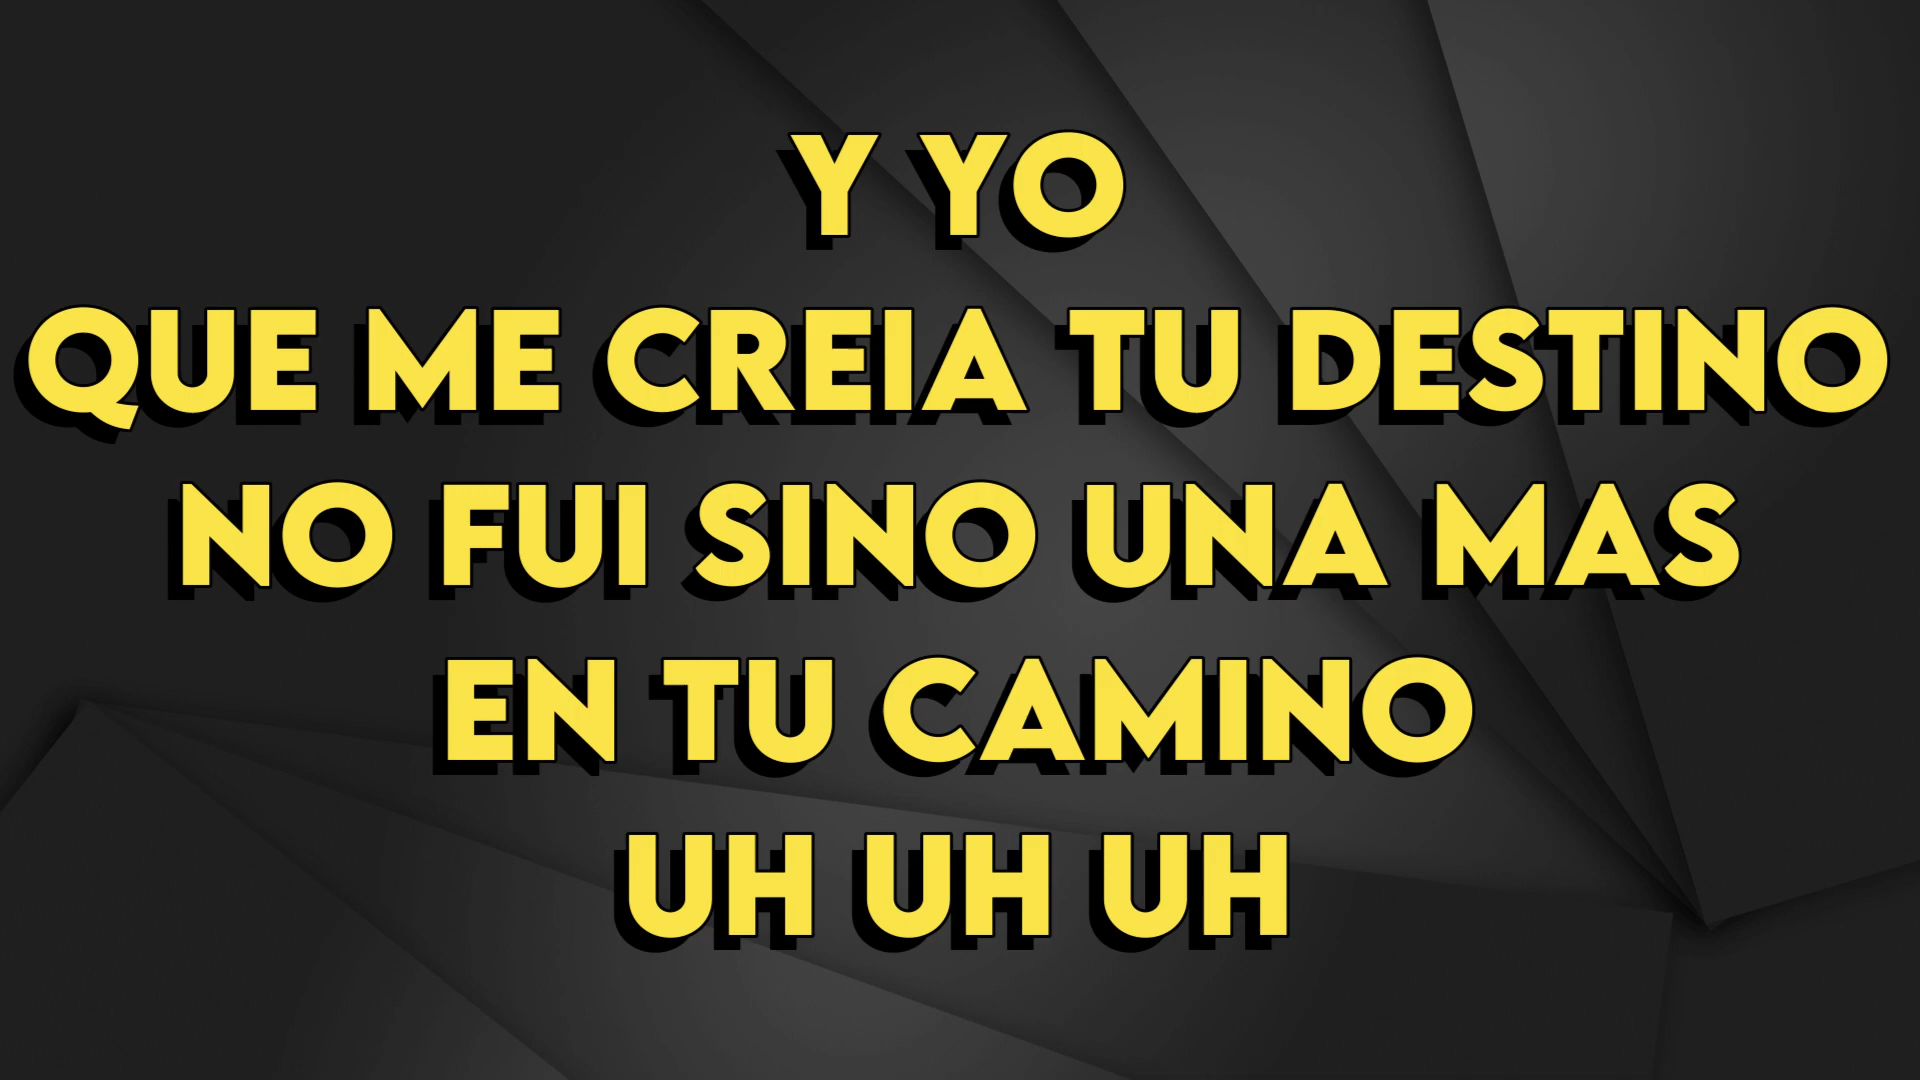 Y YO
QUE ME CREIA TU DESTINO
NO FUI SINO UNA MAS
EN TU CAMINO
UH UH UH